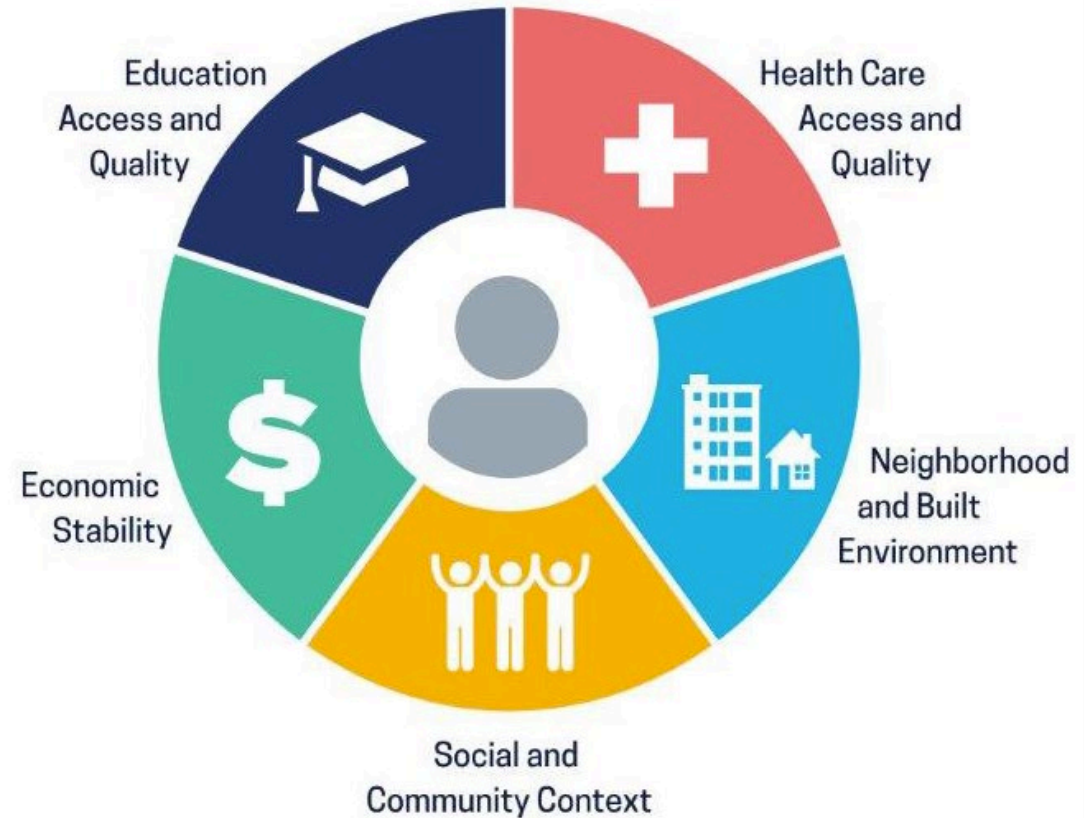 Education
Access and
Quality
Health Care
Access and
Quality
Economic
Stability
Neighborhood
and Built
Environment
Social and
Community Context